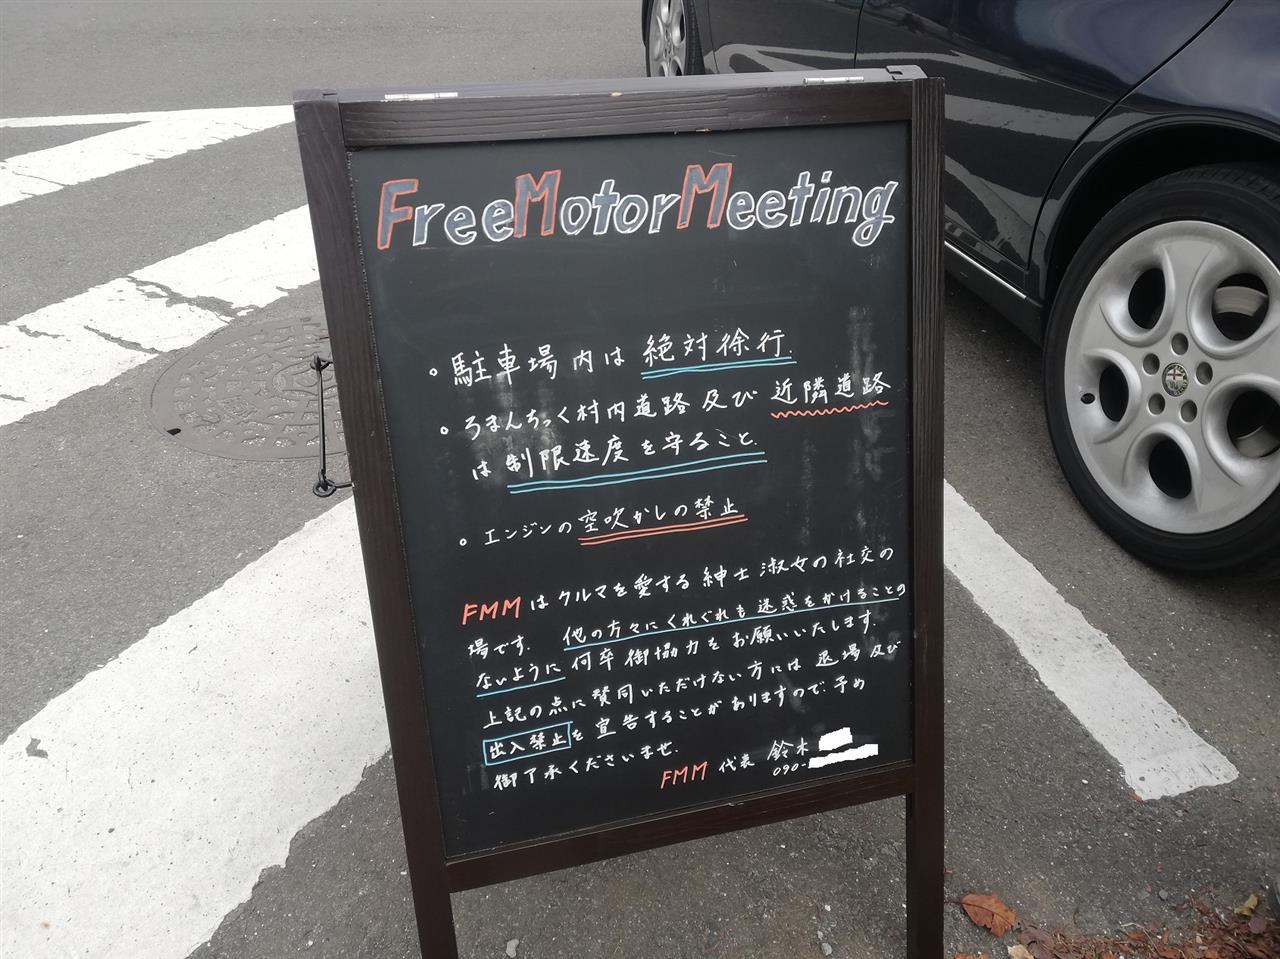 FreeMotorMeeting
。駐車場内は絶対徐行.
。ろまんちっく村内道路及び近隣道路
は制限速度を守ること.
。エンジンの空吹かしの禁止
FMMはクルマを愛する紳士淑女の社交の
場です. 他の方々にくれぐれも迷惑をかけることの
ないように何卒御協力をお願いいたします.
上記の点に賛同いただけない方には退場及び
出入禁止を宣告することがありますので予め
御了承くださいませ.
FMM 代表 鈴木
090-